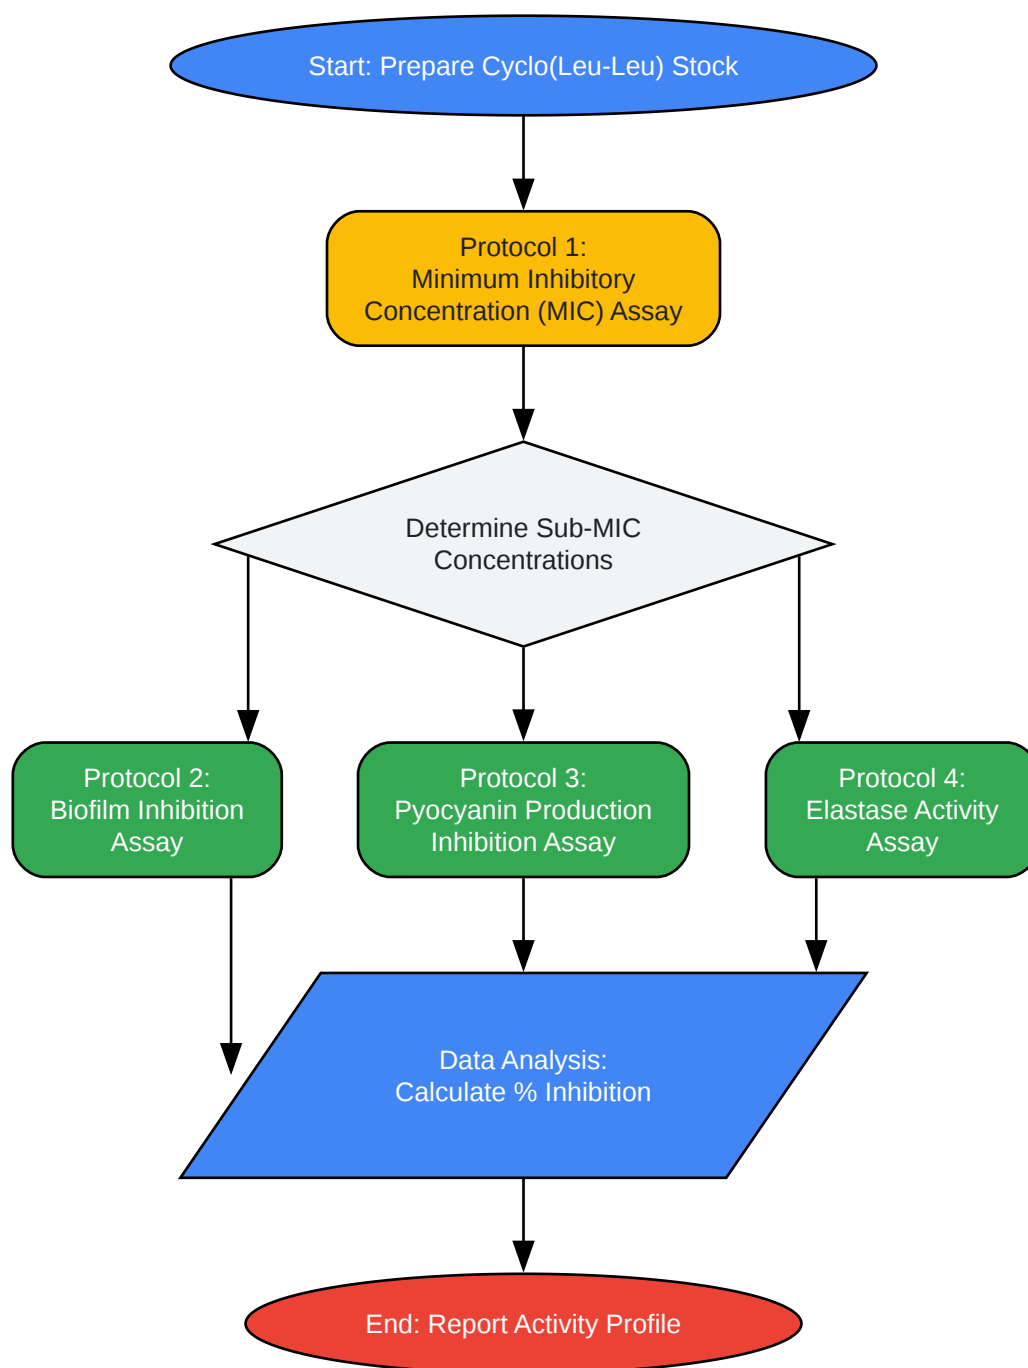 Start: Prepare Cyclo(Leu-Leu) Stock
Protocol 1:
Minimum Inhibitory
Concentration (MIC) Assay
Determine Sub-MIC
Concentrations
Protocol 2:
Biofilm Inhibition
Assay
Protocol 3:
Pyocyanin Production
Inhibition Assay
Protocol 4:
Elastase Activity
Assay
Data Analysis:
Calculate % Inhibition
End: Report Activity Profile